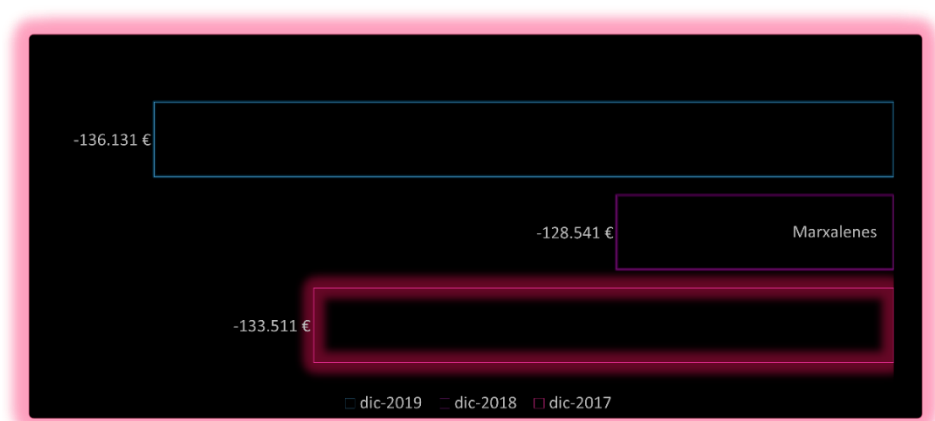 -136.131 €
-128.541 €
Marxalenes
-133.511 €
dic-2019 dic-2018 dic-2017